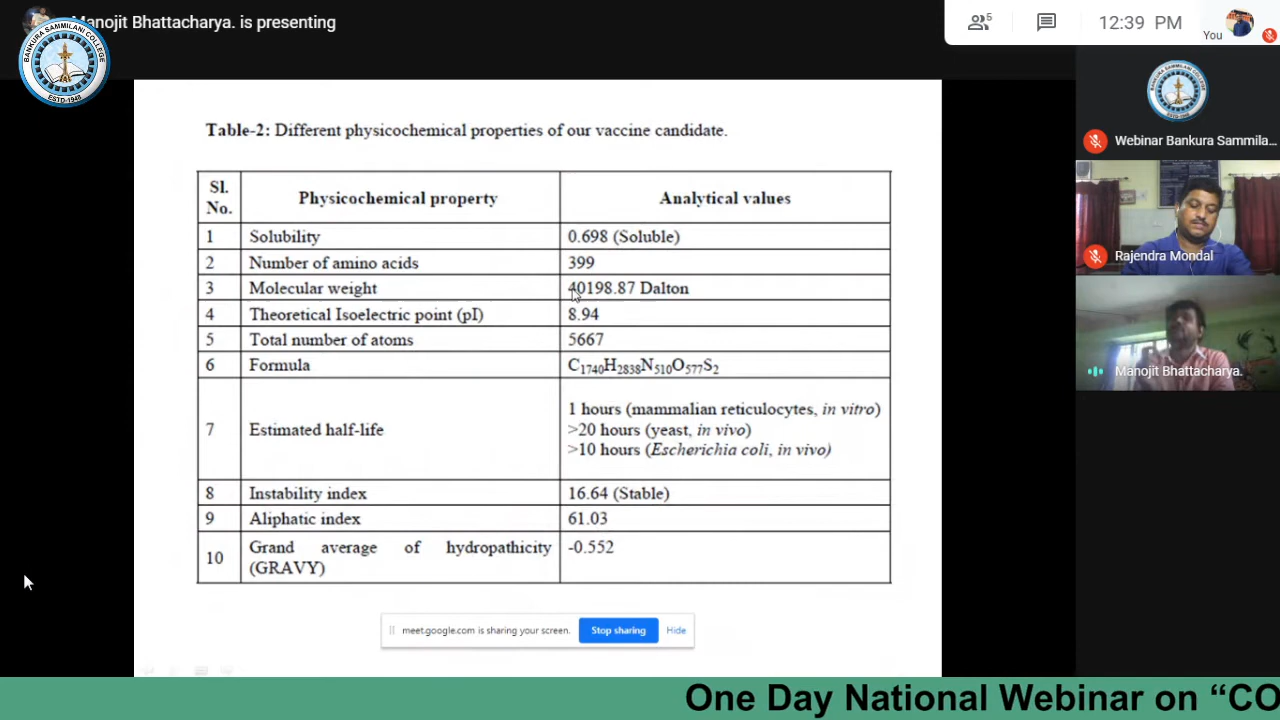 Manojit Bhattacharya. is presenting
5
12:39 PM
You
BANKURA SAMMILANI COLLEGE
ESTD-1948
Webinar Bankura Sammila...
Rajendra Mondal
Manojit Bhattacharya.
Table-2: Different physicochemical properties of our vaccine candidate.
Sl. No. Physicochemical property Analytical values
1 Solubility 0.698 (Soluble)
2 Number of amino acids 399
3 Molecular weight 40198.87 Dalton
4 Theoretical Isoelectric point (pI) 8.94
5 Total number of atoms 5667
6 Formula C₁₇₄₀H₂₈₃₈N₅₁₀O₅₇₇S₂
7 Estimated half-life 1 hours (mammalian reticulocytes, in vitro)
>20 hours (yeast, in vivo)
>10 hours (Escherichia coli, in vivo)
8 Instability index 16.64 (Stable)
9 Aliphatic index 61.03
10 Grand average of hydropathicity -0.552
(GRAVY)
meet.google.com is sharing your screen. Stop sharing Hide
One Day National Webinar on “CO